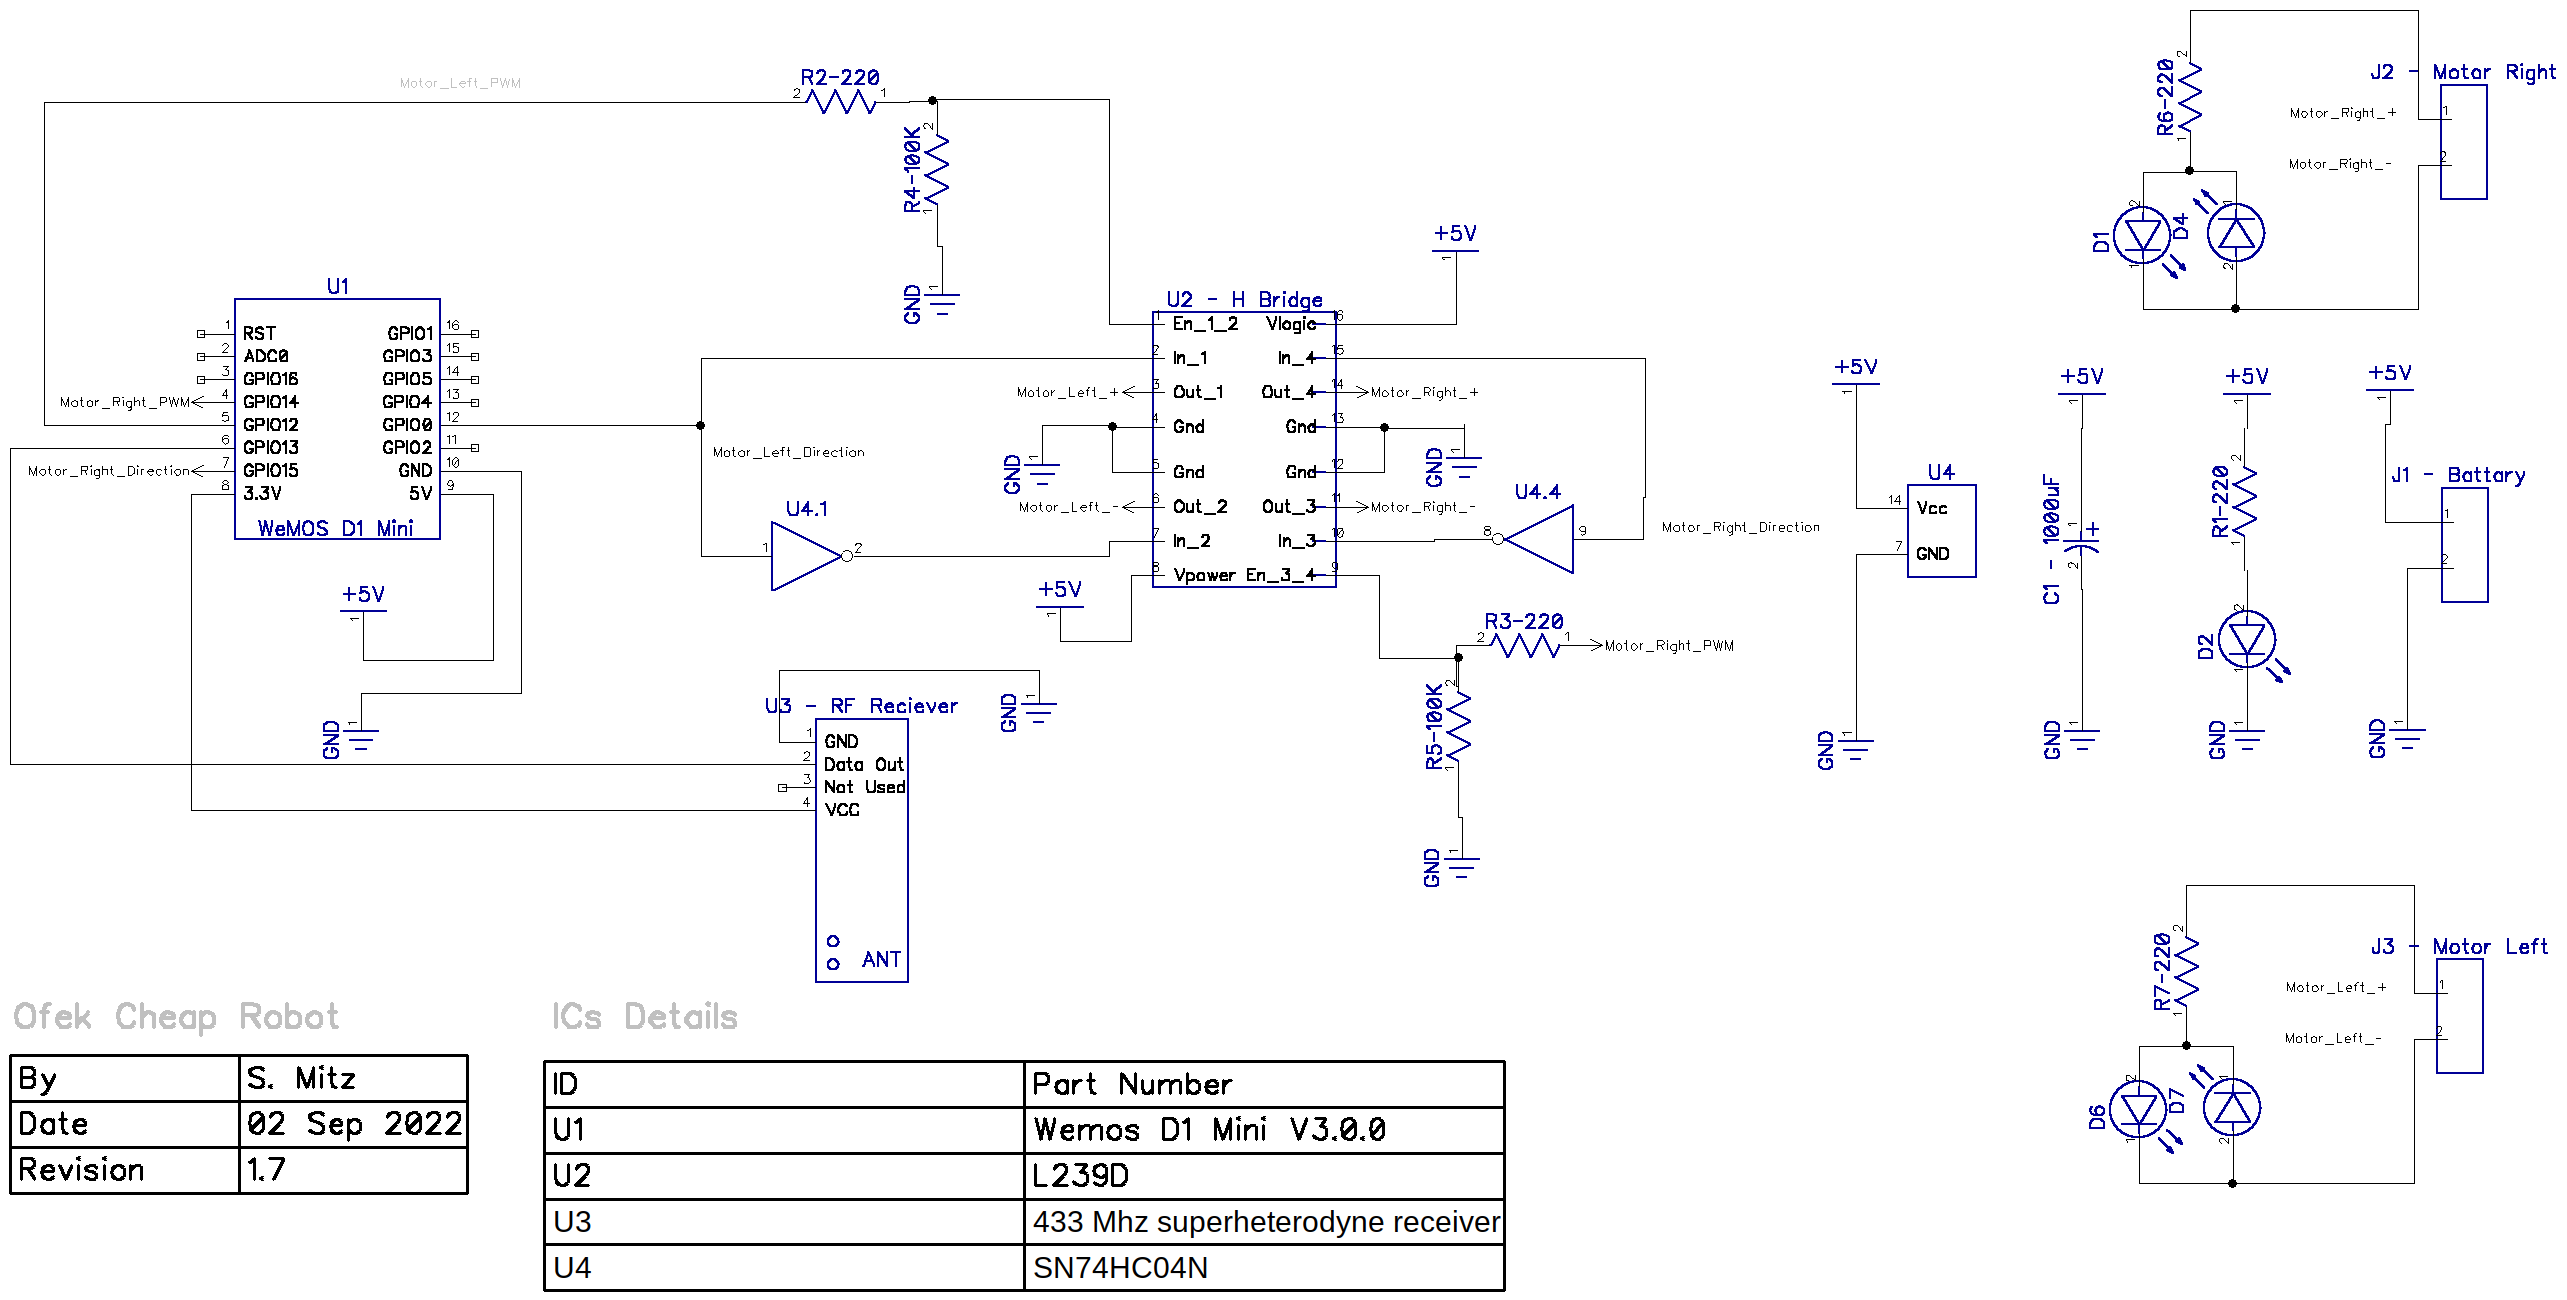 Motor_Left_PWM
R2-220
2
1
R4-100K
2
1
GND
1
U1
1
RST
2
ADC0
3
GPIO16
Motor_Right_PWM
4
GPIO14
5
GPIO12
6
GPIO13
Motor_Right_Direction
7
GPIO15
8
3.3V
GPIO1
16
GPIO3
15
GPIO5
14
GPIO4
13
GPIO0
12
GPIO2
11
GND
10
5V
9
WeMOS D1 Mini
+5V
1
GND
1
Motor_Left_Direction
U4.1
1
2
U2 - H Bridge
1
En_1_2
Vlogic
16
2
In_1
In_4
15
Motor_Left_+
3
Out_1
Out_4
14
Motor_Right_+
4
Gnd
Gnd
13
5
Gnd
Gnd
12
Motor_Left_-
6
Out_2
Out_3
11
Motor_Right_-
7
In_2
In_3
10
8
Vpower
En_3_4
9
GND
1
GND
1
+5V
1
+5V
1
U4.4
8
9
Motor_Right_Direction
R3-220
2
1
Motor_Right_PWM
R5-100K
2
1
GND
1
U3 - RF Reciever
1
GND
2
Data Out
3
Not Used
4
VCC
ANT
GND
1
+5V
1
U4
14
Vcc
7
GND
GND
1
+5V
1
C1 - 1000uF
1
+
2
GND
1
+5V
1
R1-220
2
1
D2
2
1
GND
1
+5V
1
J1 - Battary
1
2
GND
1
J2 - Motor Right
Motor_Right_+
1
Motor_Right_-
2
R6-220
2
1
D1
2
1
D4
1
2
J3 - Motor Left
Motor_Left_+
1
Motor_Left_-
2
R7-220
2
1
D6
2
1
D7
1
2
Ofek Cheap Robot
By S. Mitz
Date 02 Sep 2022
Revision 1.7
ICs Details
ID Part Number
U1 Wemos D1 Mini V3.0.0
U2 L239D
U3 433 Mhz superheterodyne receiver
U4 SN74HC04N